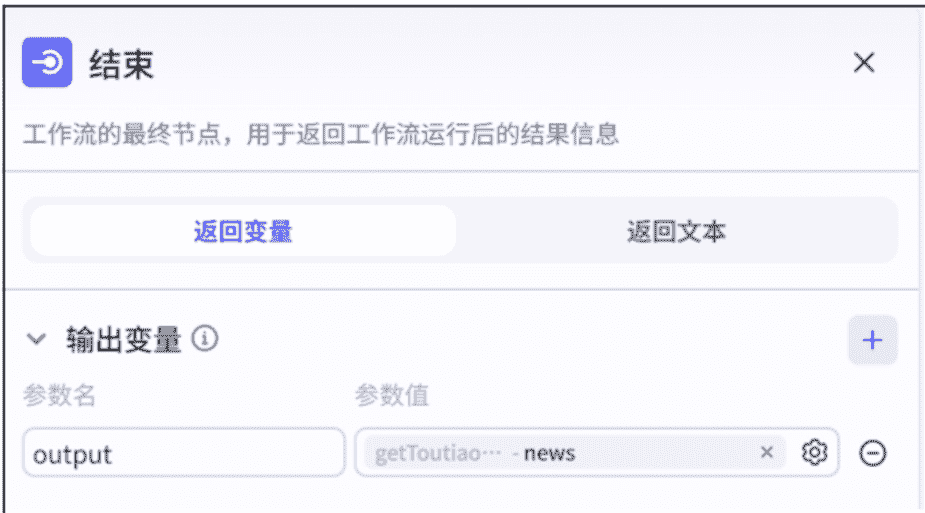 结束
工作流的最终节点，用于返回工作流运行后的结果信息
返回变量 返回文本
输出变量
参数名 参数值
output getToutiao··· - news